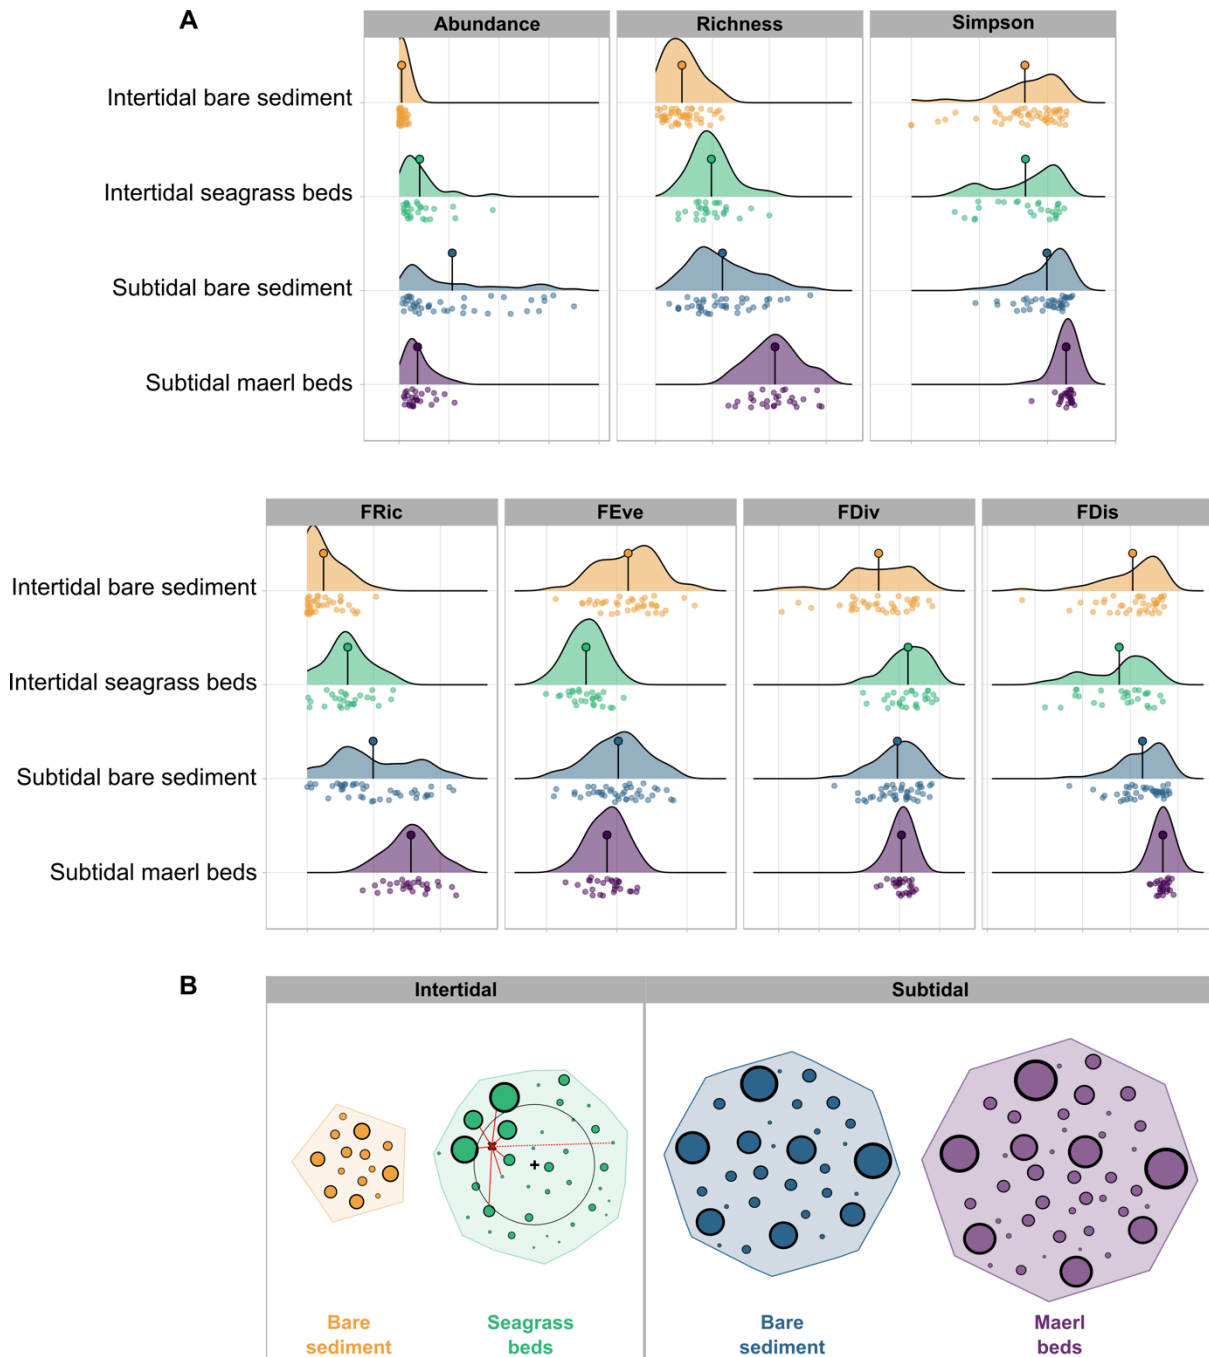 A
Abundance Richness Simpson
Intertidal bare sediment
Intertidal seagrass beds
Subtidal bare sediment
Subtidal maerl beds
FRic FEve FDiv FDis
Intertidal bare sediment
Intertidal seagrass beds
Subtidal bare sediment
Subtidal maerl beds
B
Intertidal Subtidal
Bare Seagrass Bare Maerl
sediment beds sediment beds